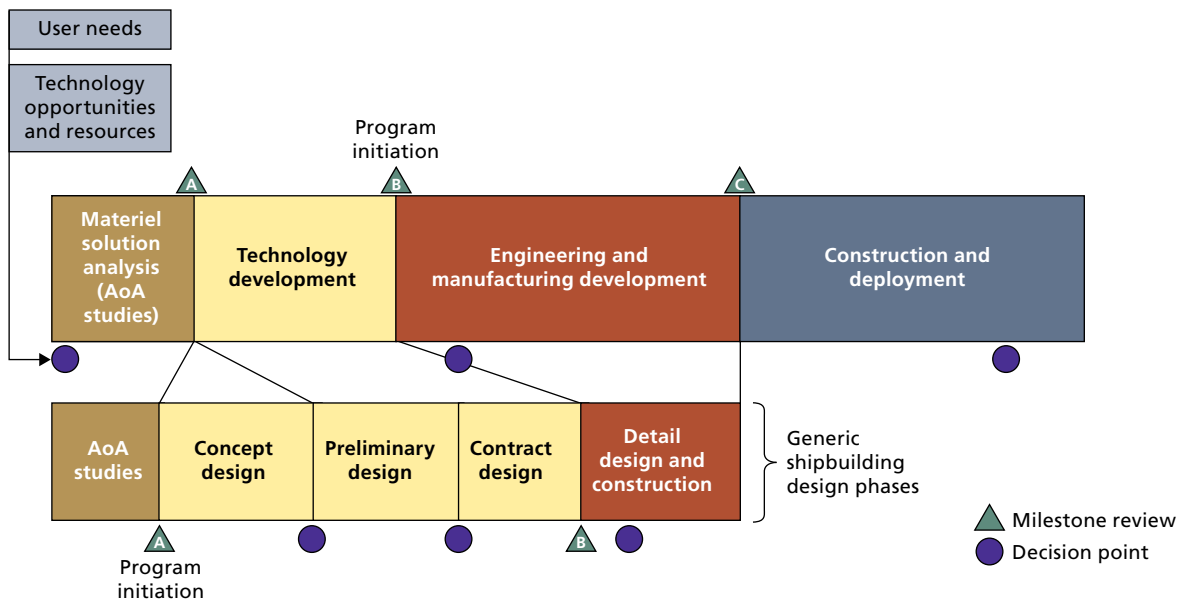 User needs
Technology
opportunities
and resources
Program
initiation
A
B
C
Materiel
solution
analysis
(AoA
studies)
Technology
development
Engineering and
manufacturing development
Construction and
deployment
AoA
studies
Concept
design
Preliminary
design
Contract
design
Detail
design and
construction
Generic
shipbuilding
design phases
A
B
Program
initiation
Milestone review
Decision point